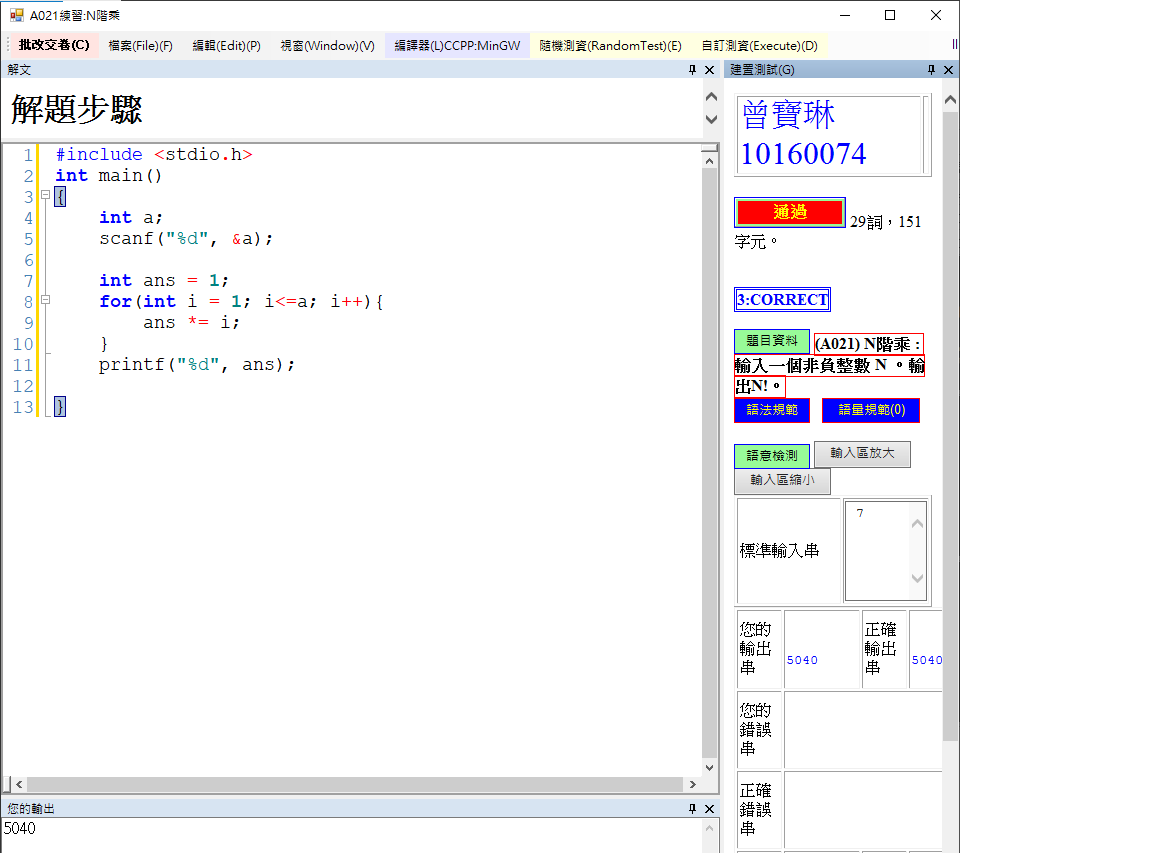 A021練習:N階乘
批改交卷(C) 檔案(File)(F) 編輯(Edit)(P) 視窗(Window)(V) 編譯器(L)CCPP:MinGW 隨機測資(RandomTest)(E) 自訂測資(Execute)(D)
解文
解題步驟
1 #include <stdio.h>
2 int main()
3 {
4 int a;
5 scanf("%d", &a);
6
7 int ans = 1;
8 for(int i = 1; i<=a; i++){
9 ans *= i;
10 }
11 printf("%d", ans);
12
13 }
您的輸出
5040
建置測試(G)
曾寶琳
10160074
通過 29詞，151
字元。
3:CORRECT
題目資料 (A021) N階乘：
輸入一個非負整數 N 。輸
出N!。
語法規範 語量規範(0)
語意檢測 輸入區放大
輸入區縮小
標準輸入串 7
您的
輸出
串
5040
正確
輸出
串
5040
您的
錯誤
串
正確
錯誤
串